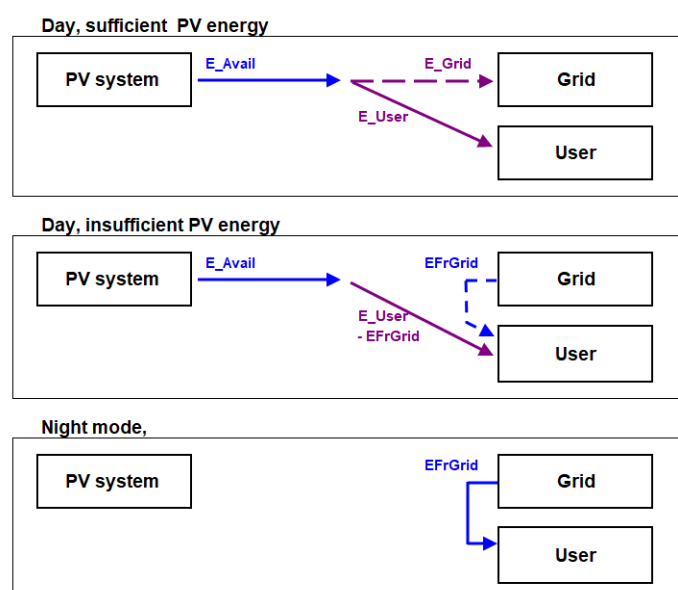 Day, sufficient PV energy
PV system
E_Avail
E_Grid
Grid
E_User
User
Day, insufficient PV energy
PV system
E_Avail
EFrGrid
Grid
E_User
- EFrGrid
User
Night mode,
PV system
EFrGrid
Grid
User